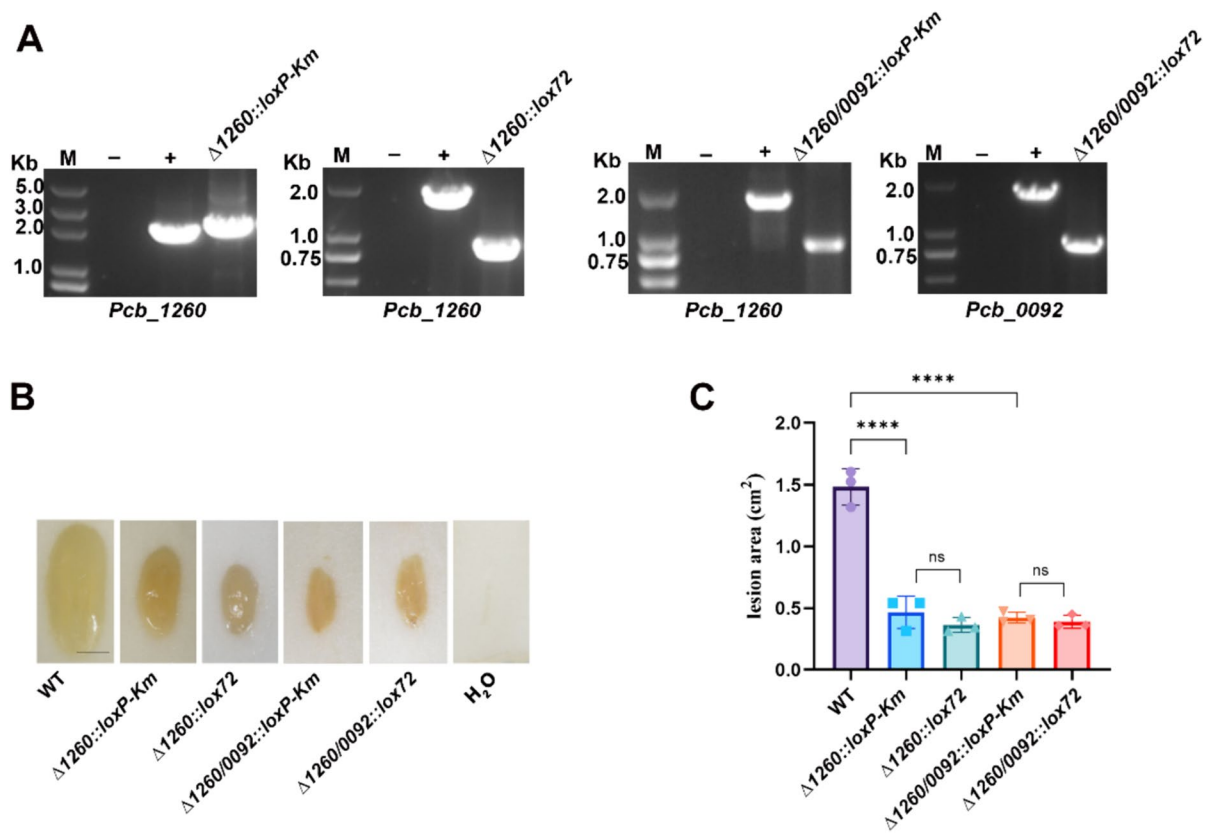 A
Kb M – + Δ1260::loxP-Km
5.0
3.0
2.0
1.0
Pcb_1260
Kb M – + Δ1260::lox72
2.0
1.0
0.75
Pcb_1260
Kb M – + Δ1260/0092::loxP-Km
2.0
1.0
0.75
Pcb_1260
Kb M – + Δ1260/0092::lox72
2.0
1.0
0.75
Pcb_0092
B
WT
Δ1260::loxP-Km
Δ1260::lox72
Δ1260/0092::loxP-Km
Δ1260/0092::lox72
H₂O
C
****
****
ns
ns
lesion area (cm²)
2.0
1.5
1.0
0.5
0.0
WT
Δ1260::loxP-Km
Δ1260::lox72
Δ1260/0092::loxP-Km
Δ1260/0092::lox72